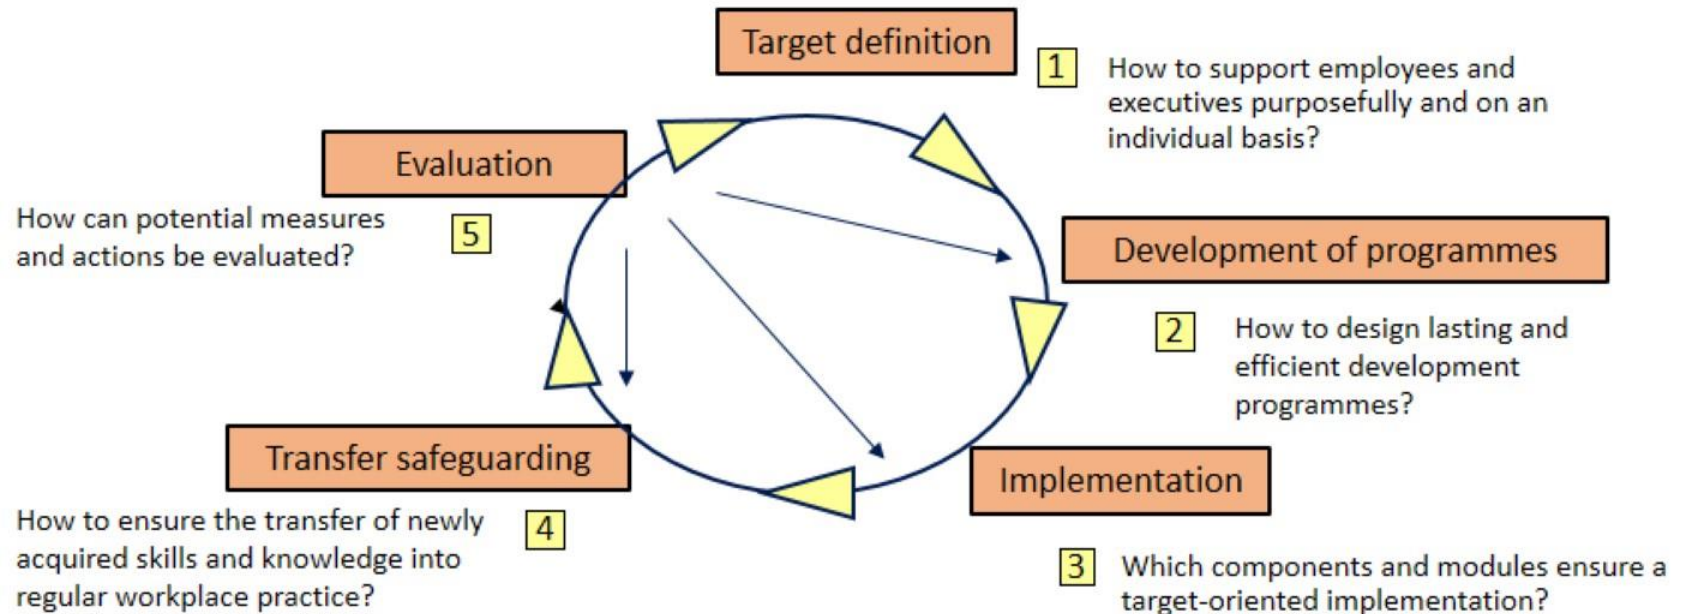 Target definition
1
How to support employees and
executives purposefully and on an
individual basis?
Development of programmes
2
How to design lasting and
efficient development
programmes?
Implementation
3
Which components and modules ensure a
target-oriented implementation?
Transfer safeguarding
4
How to ensure the transfer of newly
acquired skills and knowledge into
regular workplace practice?
Evaluation
5
How can potential measures
and actions be evaluated?